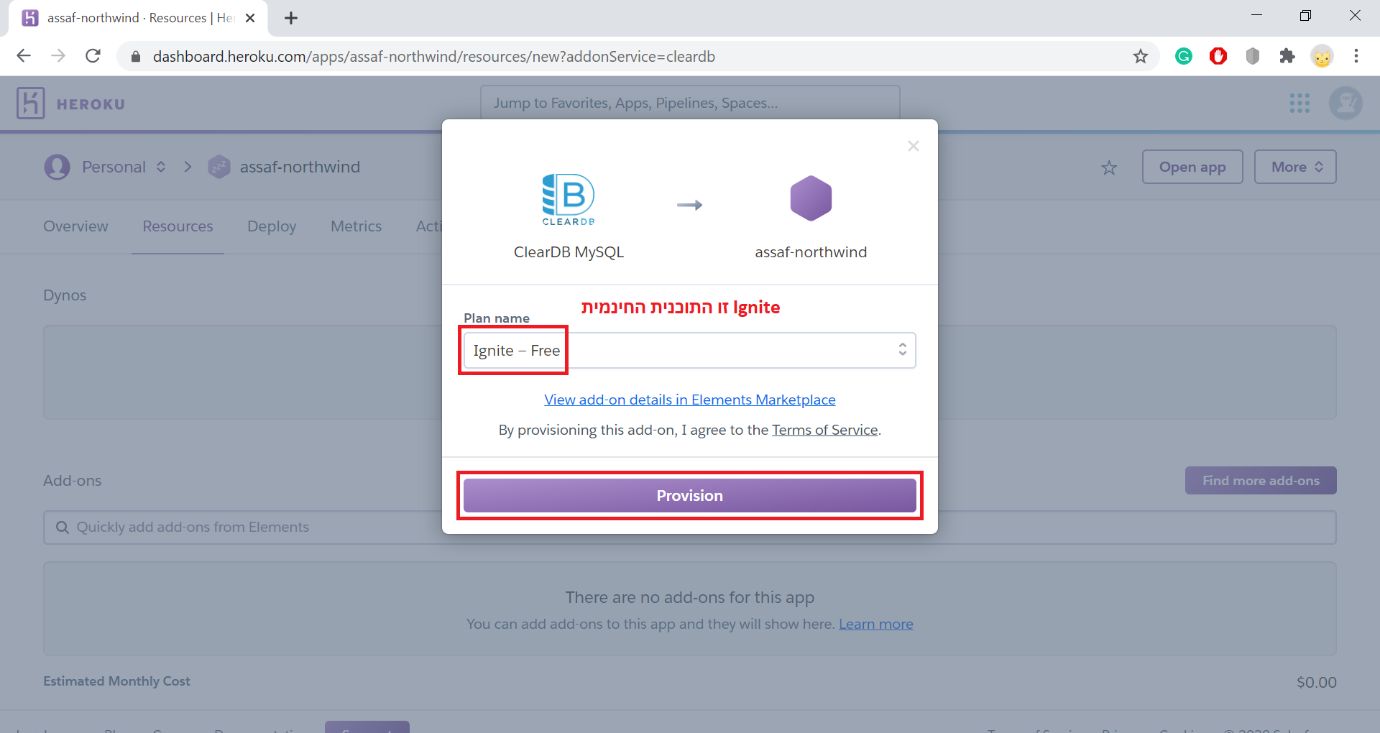 assaf-northwind · Resources | He
dashboard.heroku.com/apps/assaf-northwind/resources/new?addonService=cleardb
HEROKU
Jump to Favorites, Apps, Pipelines, Spaces...
Personal
assaf-northwind
Open app
More
Overview
Resources
Deploy
Metrics
Acti
CLEARDB
ClearDB MySQL
assaf-northwind
Dynos
Ignite זו התוכנית החינמית
Plan name
Ignite – Free
View add-on details in Elements Marketplace
By provisioning this add-on, I agree to the Terms of Service.
Add-ons
Find more add-ons
Provision
Quickly add add-ons from Elements
There are no add-ons for this app
You can add add-ons to this app and they will show here. Learn more
Estimated Monthly Cost
$0.00